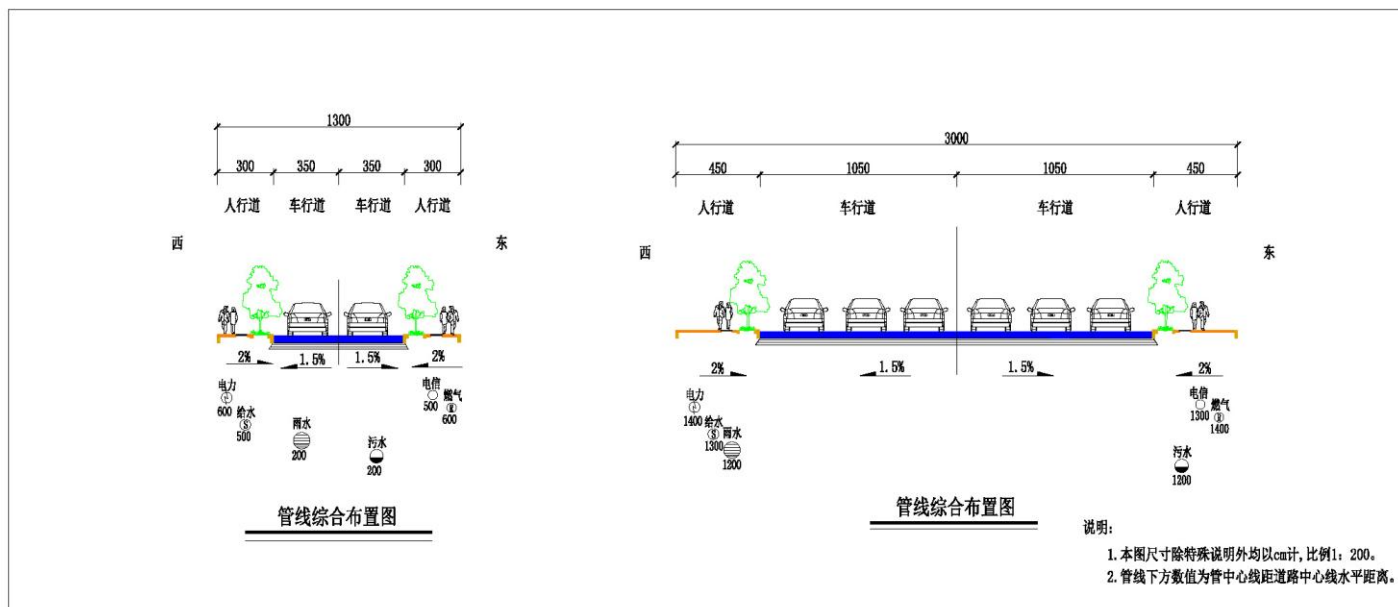 1300
300 350 350 300
人行道 车行道 车行道 人行道
西 东
2% 1.5% 1.5% 2%
电力
600
给水
S
500
雨水
200
污水
200
电信
500
燃气
R
600
管线综合布置图
3000
450 1050 1050 450
人行道 车行道 车行道 人行道
西 东
2% 1.5% 1.5% 2%
电力
1400
给水
S
1300
雨水
1200
电信
1300
燃气
R
1400
污水
1200
管线综合布置图
说明:
1.本图尺寸除特殊说明外均以cm计,比例1: 200。
2.管线下方数值为管中心线距道路中心线水平距离。